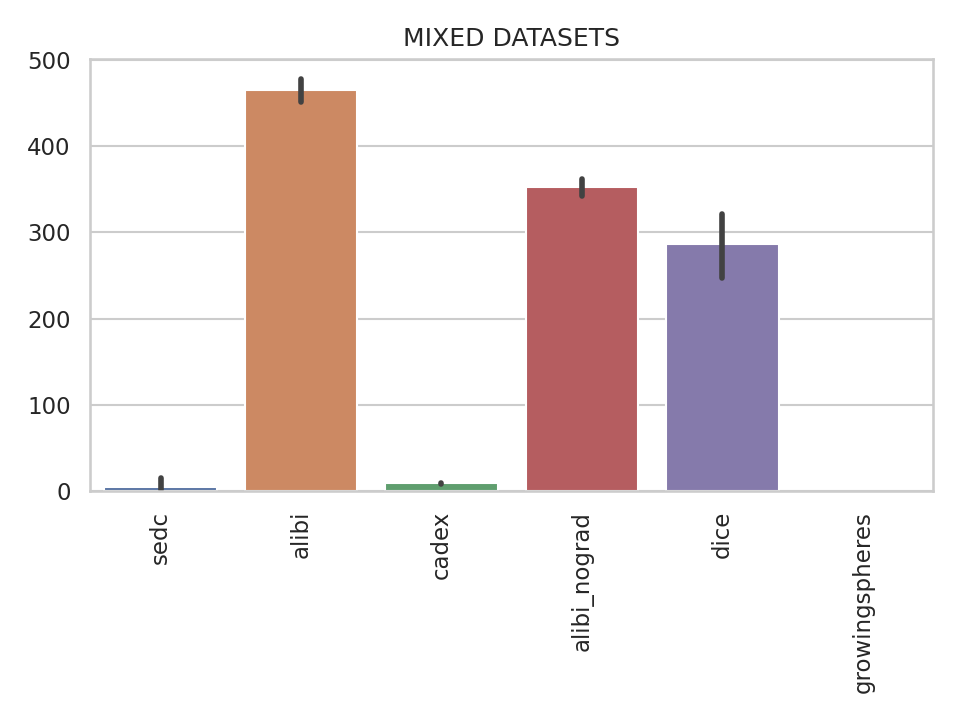 MIXED DATASETS
500
400
300
200
100
0
sedc
alibi
cadex
alibi_nograd
dice
growingspheres